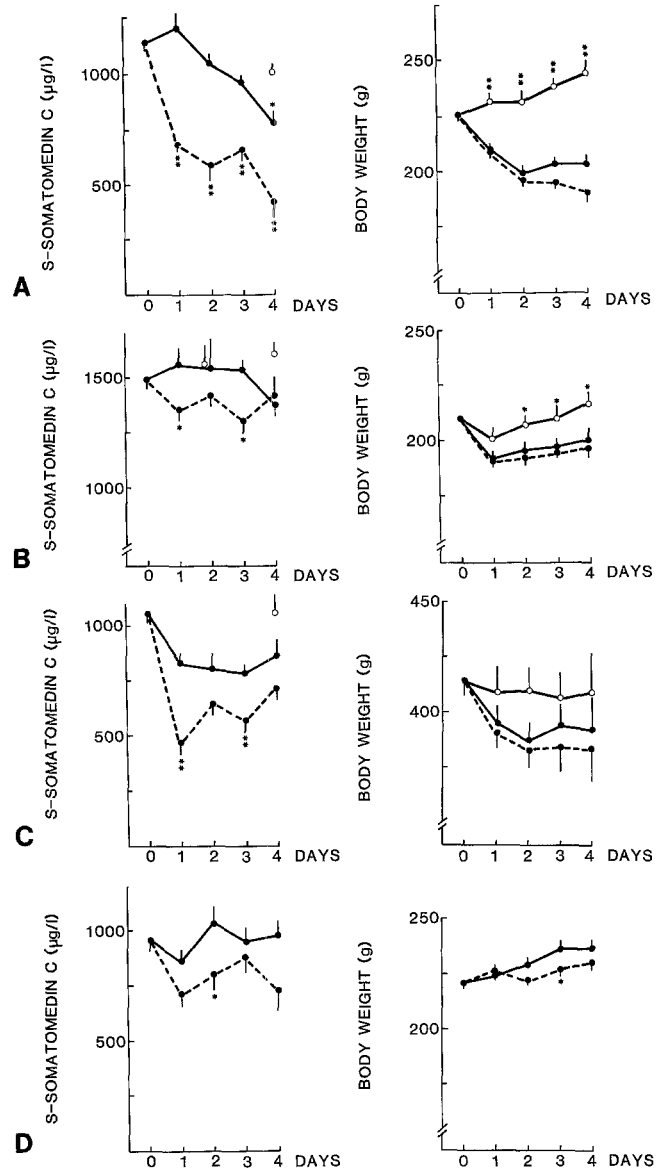 S-SOMATOMEDIN C (µg/l)
1000
500
0 1 2 3 4 DAYS
A
BODY WEIGHT (g)
250
200
0 1 2 3 4 DAYS
S-SOMATOMEDIN C (µg/l)
1500
1000
0 1 2 3 4 DAYS
B
BODY WEIGHT (g)
250
200
0 1 2 3 4 DAYS
S-SOMATOMEDIN C (µg/l)
1000
500
0 1 2 3 4 DAYS
C
BODY WEIGHT (g)
450
400
0 1 2 3 4 DAYS
S-SOMATOMEDIN C (µg/l)
1000
500
0 1 2 3 4 DAYS
D
BODY WEIGHT (g)
250
200
0 1 2 3 4 DAYS